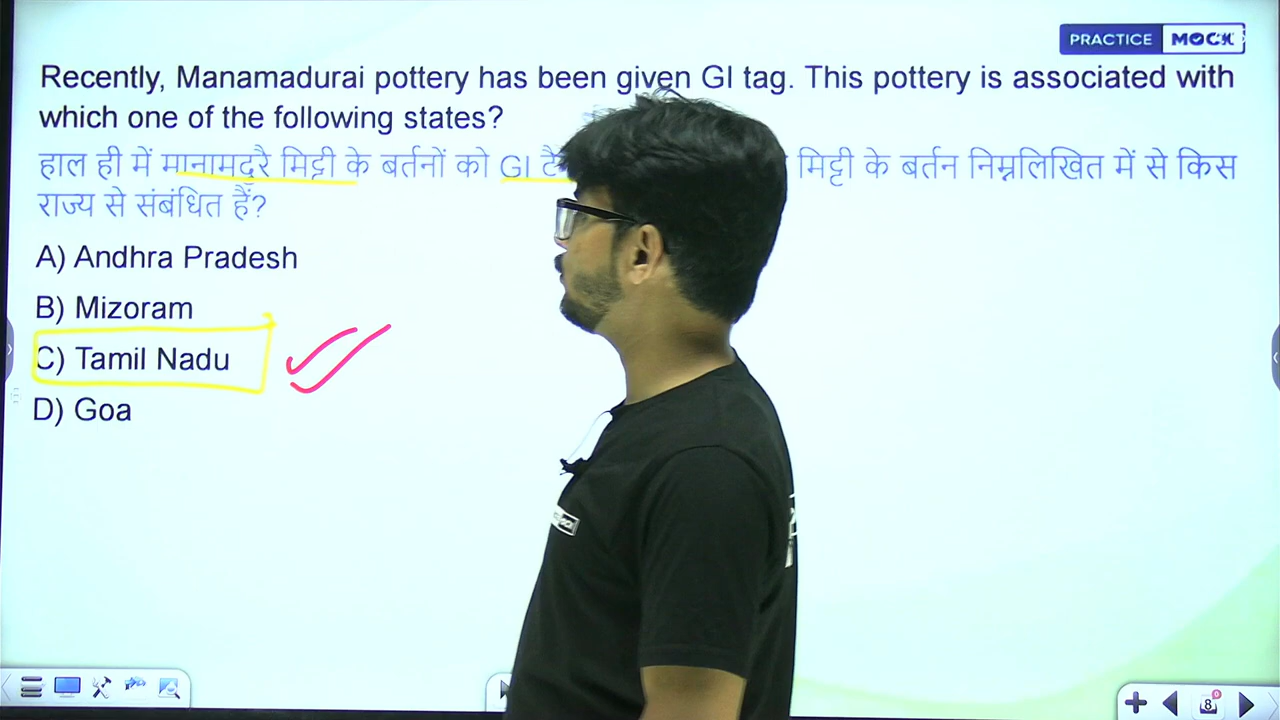 PRACTICE MOCK
Recently, Manamadurai pottery has been given GI tag. This pottery is associated with
which one of the following states?
हाल ही में मानामदुरै मिट्टी के बर्तनों को GI टै मिट्टी के बर्तन निम्नलिखित में से किस
राज्य से संबंधित हैं?
A) Andhra Pradesh
B) Mizoram
C) Tamil Nadu
D) Goa
8